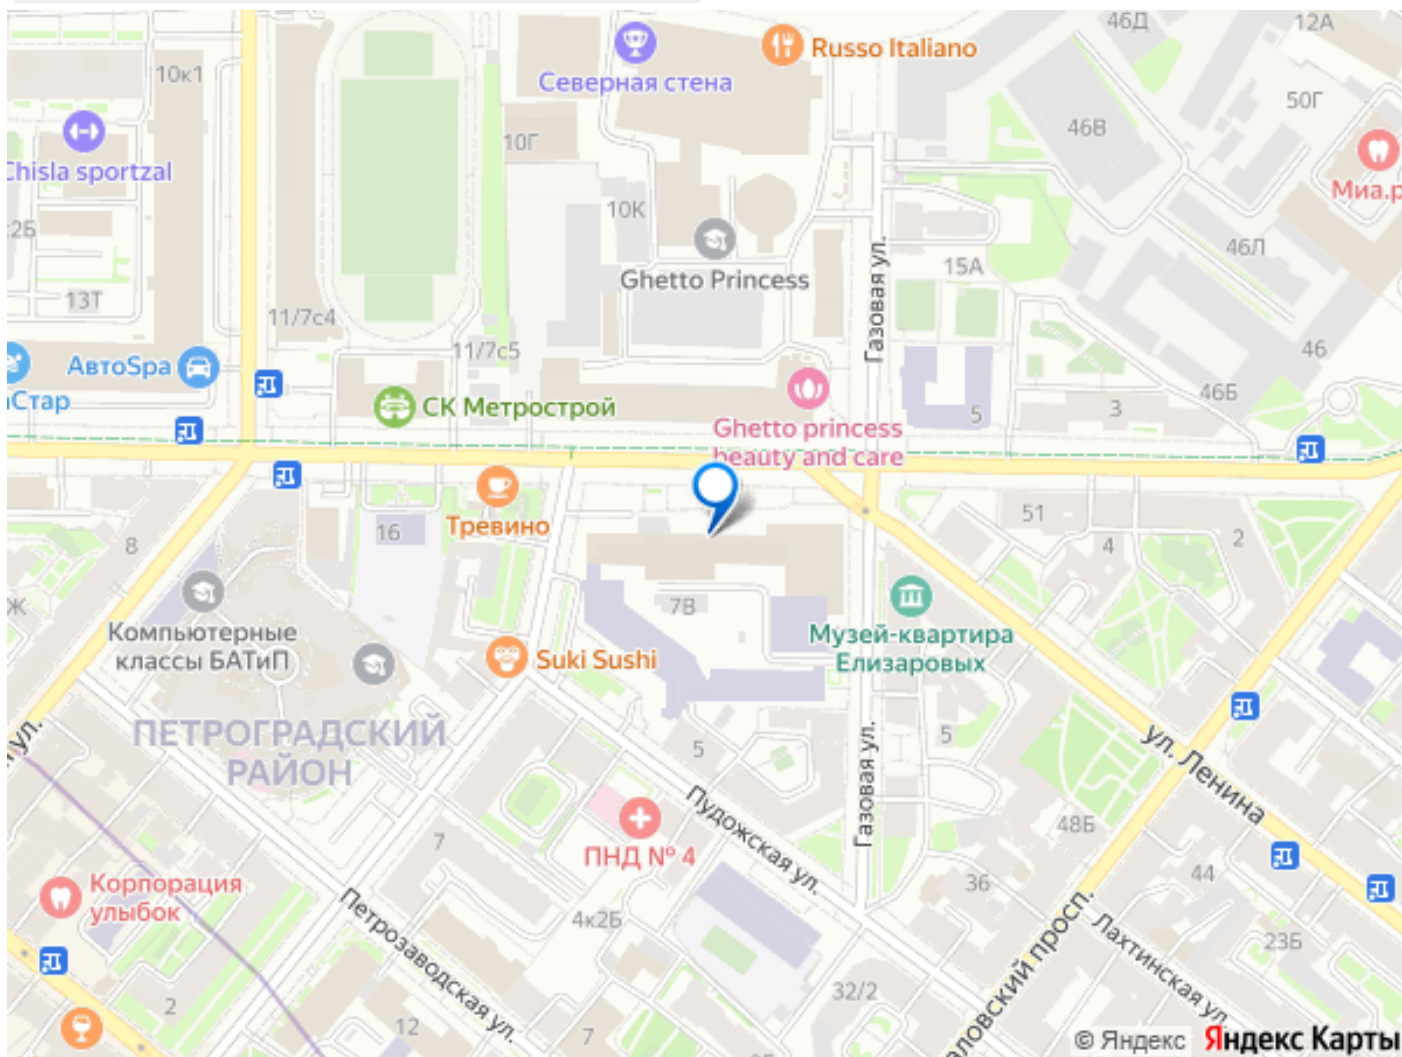 46Д
12А
Russo Italiano
Северная стена
10к1
50Г
46В
10Г
Chisla sportzal
Миа.р
10К
2Б
46Л
Газовая ул.
15А
Ghetto Princess
13Т
11/7с4
11/7с5
46
АвтоSpa
46Б
Стар
СК Метрострой
3
5
Ghetto princess
beauty and care
51
Тревино
16
2
8
4
Ж
7В
Компьютерные
классы БАТиП
Музей-квартира
Елизаровых
Suki Sushi
ПЕТРОГРАДСКИЙ
РАЙОН
ул.
5
5
ул. Ленина
Газовая ул.
Пудожская ул.
48Б
7
ПНД № 4
Корпорация
улыбок
36
44
Петрозаводская ул.
4к2Б
Лахтинская ул.
23Б
аловский просп.
32/2
2
12
7
© Яндекс Яндекс Карты